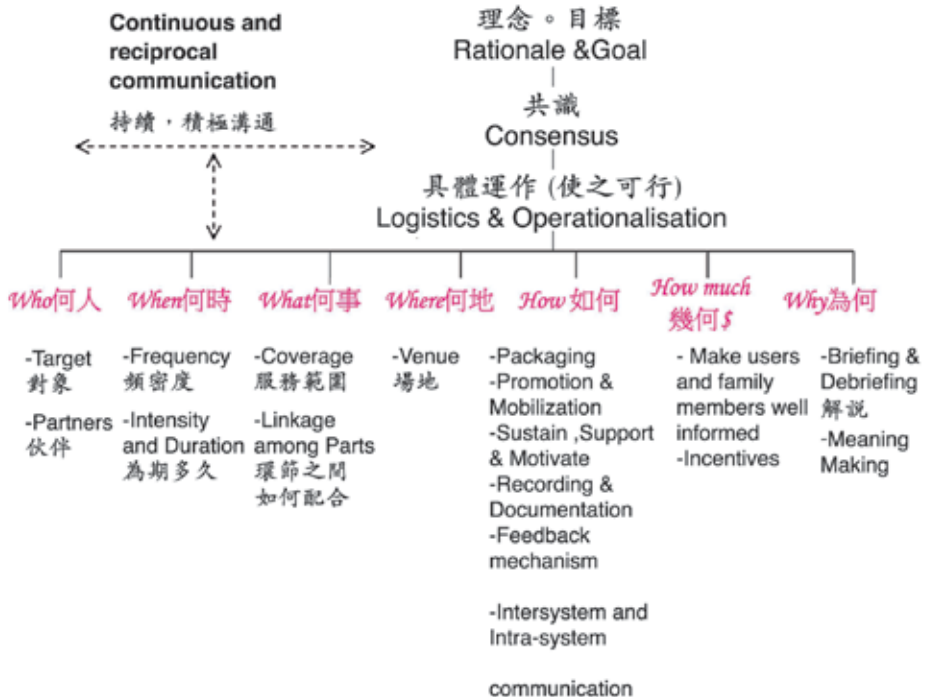 Continuous and
reciprocal
communication
持續，積極溝通
理念。目標
Rationale &Goal
共識
Consensus
具體運作 (使之可行)
Logistics & Operationalisation
Who何人
-Target
對象
-Partners
伙伴
When何時
-Frequency
頻密度
-Intensity
and Duration
為期多久
What何事
-Coverage
服務範圍
-Linkage
among Parts
環節之間
如何配合
Where何地
-Venue
場地
How 如何
-Packaging
-Promotion &
Mobilization
-Sustain ,Support
& Motivate
-Recording &
Documentation
-Feedback
mechanism
-Intersystem and
Intra-system
communication
How much
幾何$
- Make users
and family
members well
informed
-Incentives
Why為何
-Briefing &
Debriefing
解説
-Meaning
Making